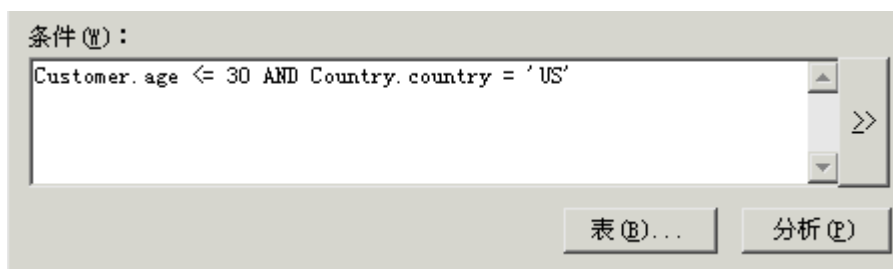 条件(W)：
Customer.age <= 30 AND Country.country = 'US'
>>
表(B)... 分析(P)